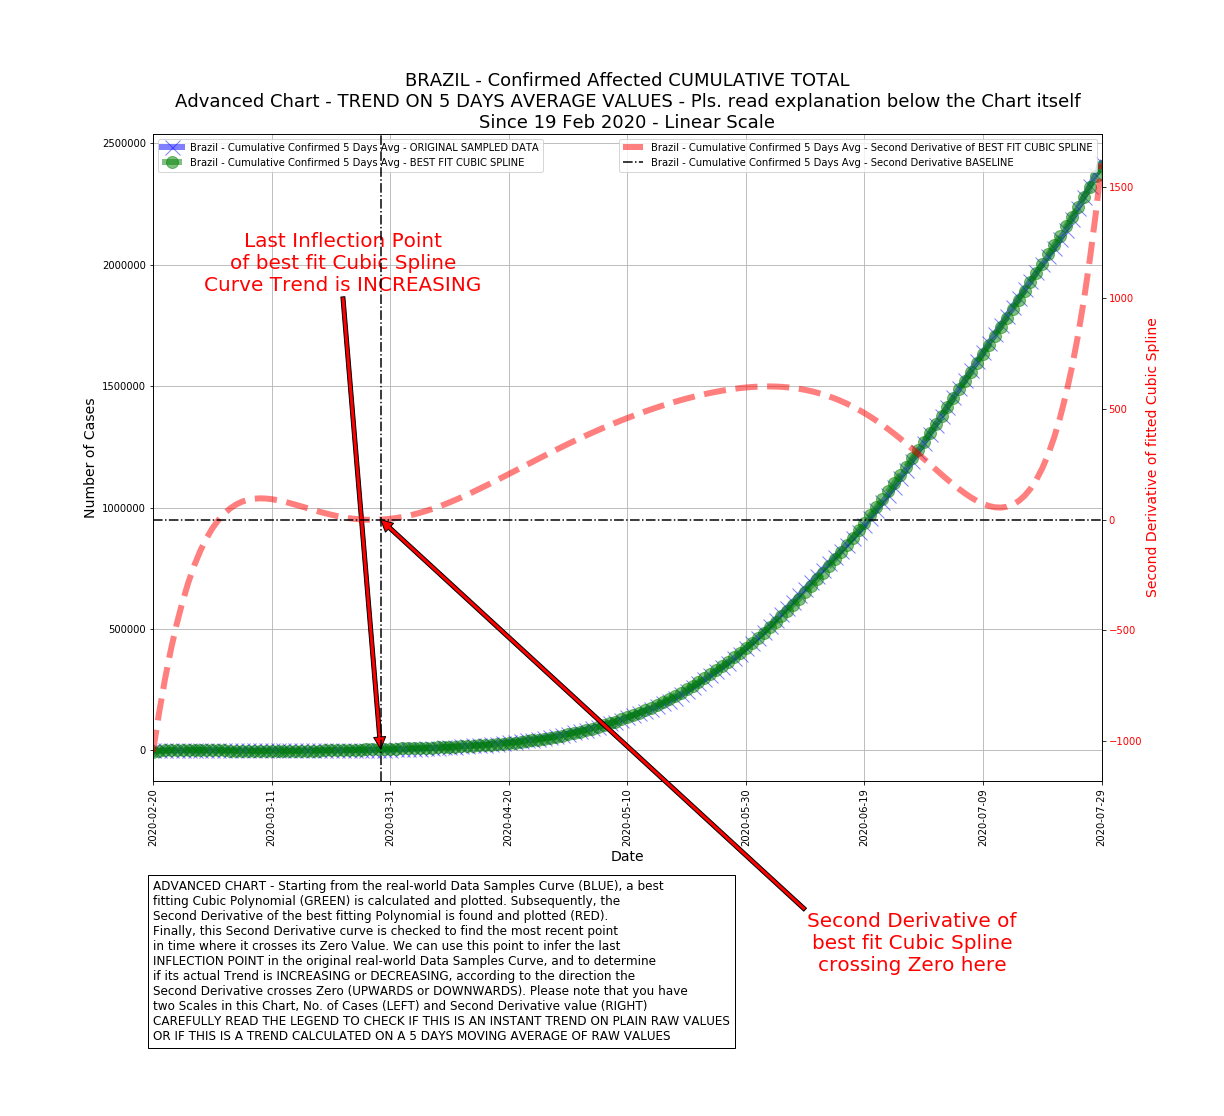 BRAZIL - Confirmed Affected CUMULATIVE TOTAL
Advanced Chart - TREND ON 5 DAYS AVERAGE VALUES - Pls. read explanation below the Chart itself
Since 19 Feb 2020 - Linear Scale
Brazil - Cumulative Confirmed 5 Days Avg - ORIGINAL SAMPLED DATA
Brazil - Cumulative Confirmed 5 Days Avg - BEST FIT CUBIC SPLINE
Brazil - Cumulative Confirmed 5 Days Avg - Second Derivative of BEST FIT CUBIC SPLINE
Brazil - Cumulative Confirmed 5 Days Avg - Second Derivative BASELINE
Last Inflection Point
of best fit Cubic Spline
Curve Trend is INCREASING
Number of Cases
2500000
2000000
1500000
1000000
500000
0
1500
1000
500
0
−500
−1000
Second Derivative of fitted Cubic Spline
2020-02-20
2020-03-11
2020-03-31
2020-04-20
2020-05-10
2020-05-30
2020-06-19
2020-07-09
2020-07-29
Date
ADVANCED CHART - Starting from the real-world Data Samples Curve (BLUE), a best
fitting Cubic Polynomial (GREEN) is calculated and plotted. Subsequently, the
Second Derivative of the best fitting Polynomial is found and plotted (RED).
Finally, this Second Derivative curve is checked to find the most recent point
in time where it crosses its Zero Value. We can use this point to infer the last
INFLECTION POINT in the original real-world Data Samples Curve, and to determine
if its actual Trend is INCREASING or DECREASING, according to the direction the
Second Derivative crosses Zero (UPWARDS or DOWNWARDS). Please note that you have
two Scales in this Chart, No. of Cases (LEFT) and Second Derivative value (RIGHT)
CAREFULLY READ THE LEGEND TO CHECK IF THIS IS AN INSTANT TREND ON PLAIN RAW VALUES
OR IF THIS IS A TREND CALCULATED ON A 5 DAYS MOVING AVERAGE OF RAW VALUES
Second Derivative of
best fit Cubic Spline
crossing Zero here